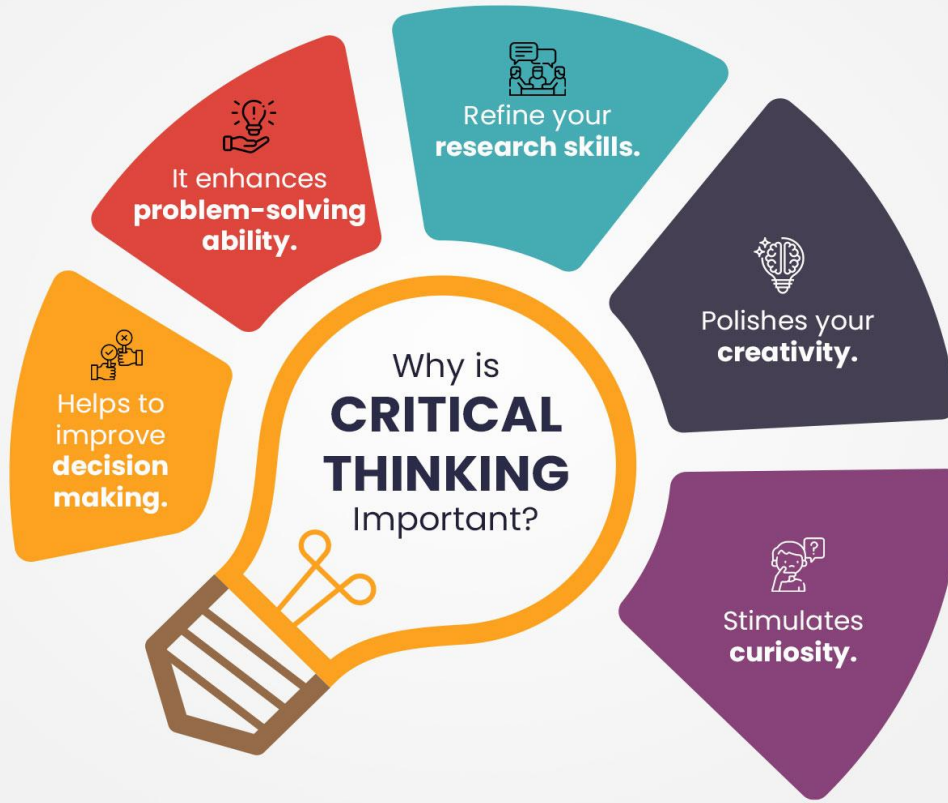 Why is
CRITICAL
THINKING
Important?
Helps to
improve
decision
making.
It enhances
problem-solving
ability.
Refine your
research skills.
Polishes your
creativity.
Stimulates
curiosity.